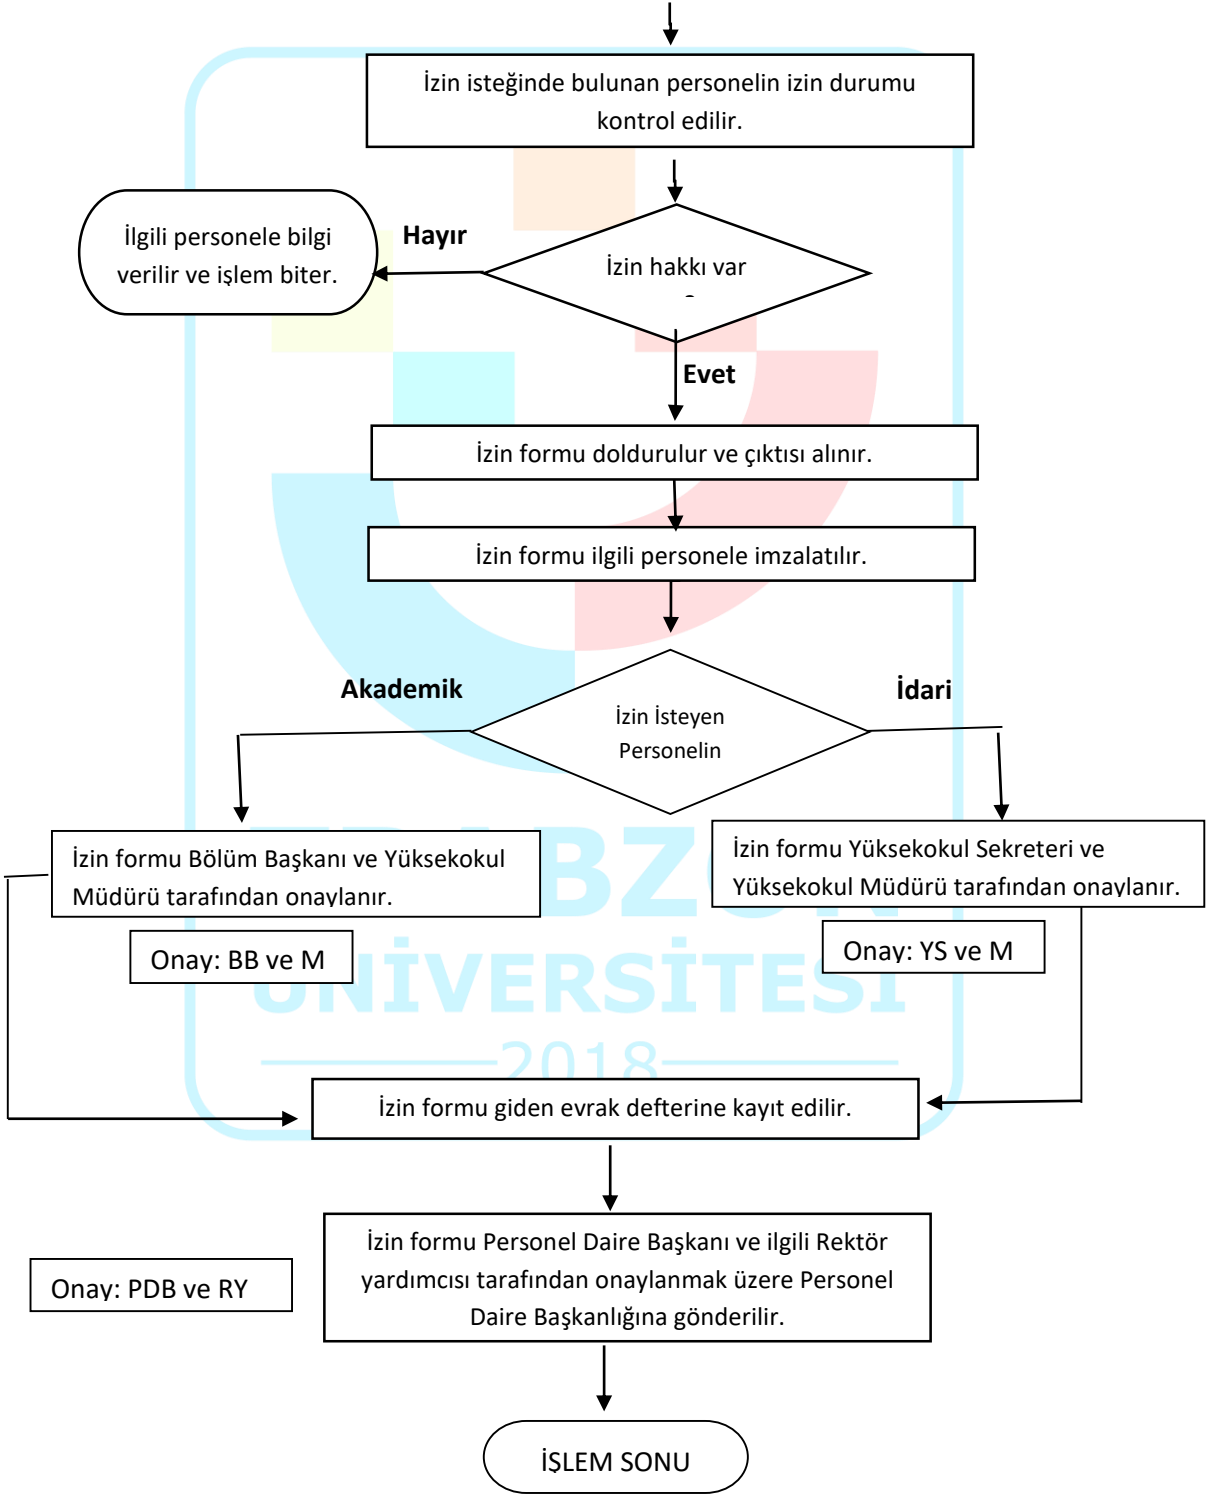 İzin isteğinde bulunan personelin izin durumu
kontrol edilir.
İlgili personele bilgi
verilir ve işlem biter.
Hayır
İzin hakkı var
Evet
İzin formu doldurulur ve çıktısı alınır.
İzin formu ilgili personele imzalatılır.
Akademik
İzin İsteyen
Personelin
İdari
İzin formu Bölüm Başkanı ve Yüksekokul
Müdürü tarafından onaylanır.
İzin formu Yüksekokul Sekreteri ve
Yüksekokul Müdürü tarafından onaylanır.
Onay: BB ve M
Onay: YS ve M
TRABZON
ÜNİVERSİTESİ
2018
İzin formu giden evrak defterine kayıt edilir.
İzin formu Personel Daire Başkanı ve ilgili Rektör
yardımcısı tarafından onaylanmak üzere Personel
Daire Başkanlığına gönderilir.
Onay: PDB ve RY
İŞLEM SONU